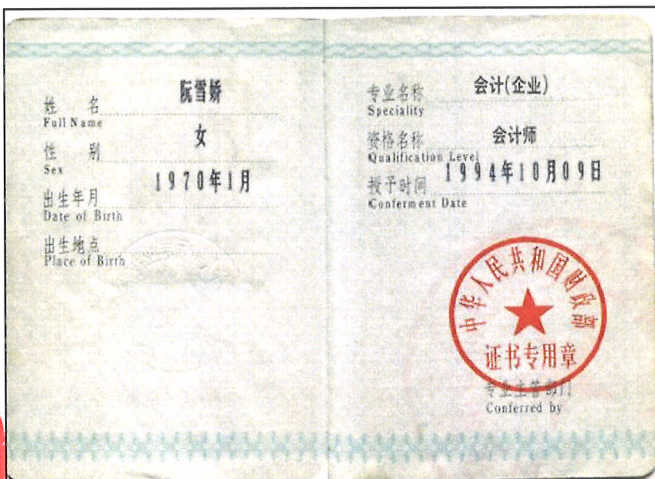 姓 名 阮雪娇
Full Name
性 别 女
Sex
出生年月 1970年1月
Date of Birth
出生地点
Place of Birth
专业名称 会计(企业)
Speciality
资格名称 会计师
Qualification Level
授予时间 1994年10月09日
Conferment Date
中华人民共和国财政部
证书专用章
专业主管部门
Conferred by